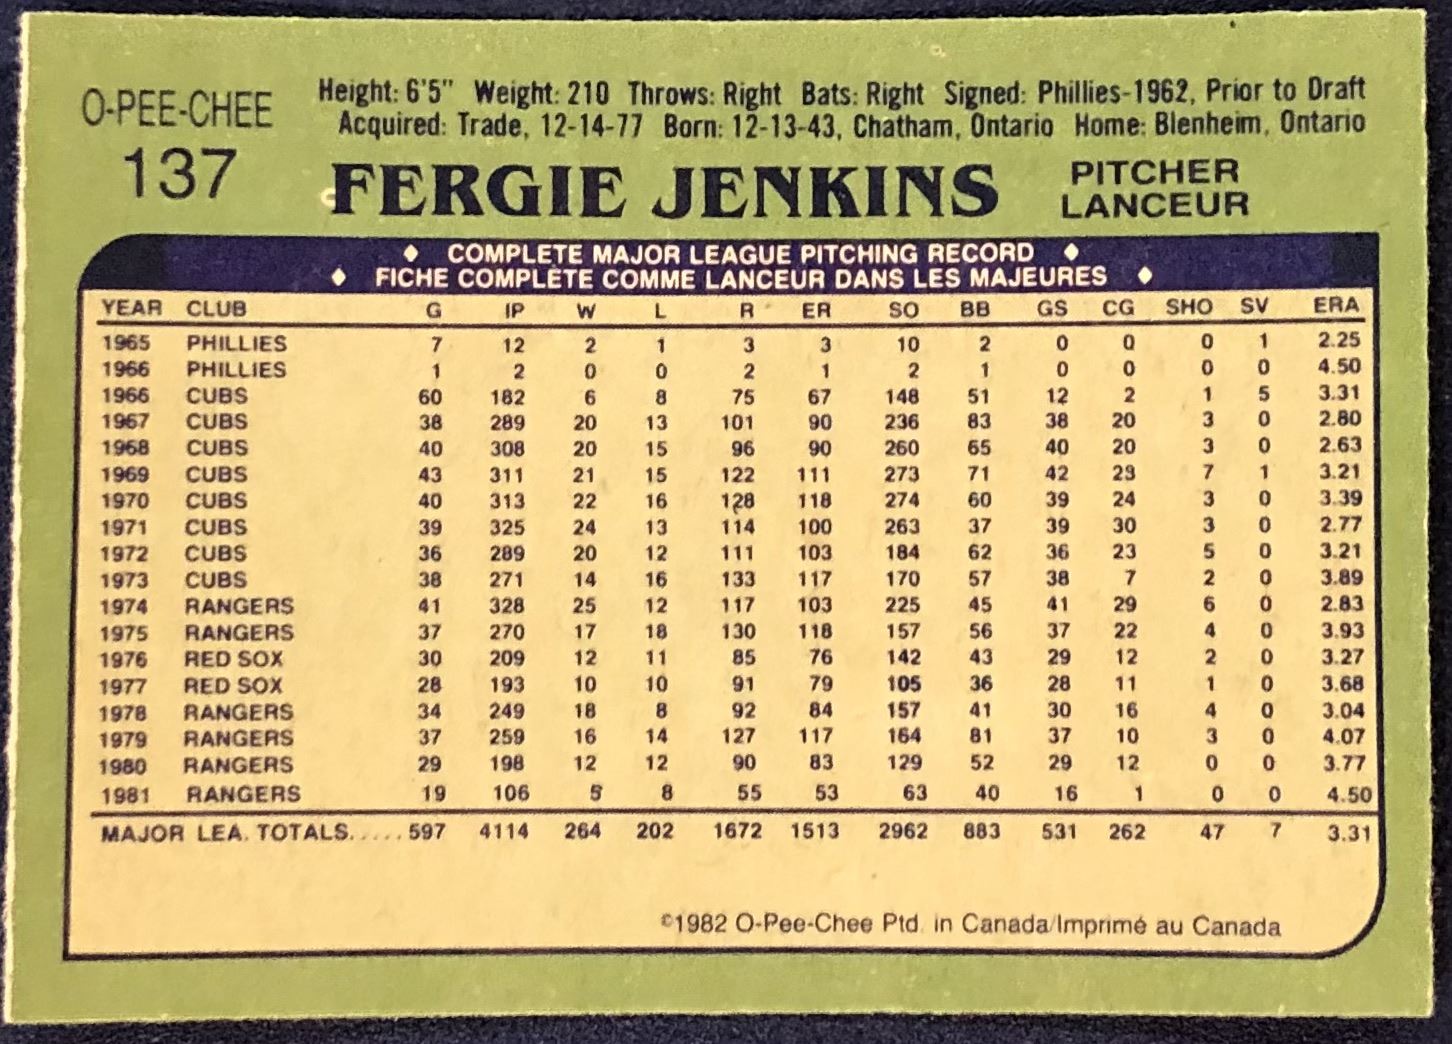 O-PEE-CHEE
137
Height: 6'5" Weight: 210 Throws: Right Bats: Right Signed: Phillies-1962, Prior to Draft
Acquired: Trade, 12-14-77 Born: 12-13-43, Chatham, Ontario Home: Blenheim, Ontario
FERGIE JENKINS
PITCHER
LANCEUR
♦ COMPLETE MAJOR LEAGUE PITCHING RECORD ♦
♦ FICHE COMPLÈTE COMME LANCEUR DANS LES MAJEURES ♦
YEAR CLUB G IP W L R ER SO BB GS CG SHO SV ERA
1965 PHILLIES 7 12 2 1 3 3 10 2 0 0 0 1 2.25
1966 PHILLIES 1 2 0 0 2 1 2 1 0 0 0 0 4.50
1966 CUBS 60 182 6 8 75 67 148 51 12 2 1 5 3.31
1967 CUBS 38 289 20 13 101 90 236 83 38 20 3 0 2.80
1968 CUBS 40 308 20 15 96 90 260 65 40 20 3 0 2.63
1969 CUBS 43 311 21 15 122 111 273 71 42 23 7 1 3.21
1970 CUBS 40 313 22 16 128 118 274 60 39 24 3 0 3.39
1971 CUBS 39 325 24 13 114 100 263 37 39 30 3 0 2.77
1972 CUBS 36 289 20 12 111 103 184 62 36 23 5 0 3.21
1973 CUBS 38 271 14 16 133 117 170 57 38 7 2 0 3.89
1974 RANGERS 41 328 25 12 117 103 225 45 41 29 6 0 2.83
1975 RANGERS 37 270 17 18 130 118 157 56 37 22 4 0 3.93
1976 RED SOX 30 209 12 11 85 76 142 43 29 12 2 0 3.27
1977 RED SOX 28 193 10 10 91 79 105 36 28 11 1 0 3.68
1978 RANGERS 34 249 18 8 92 84 157 41 30 16 4 0 3.04
1979 RANGERS 37 259 16 14 127 117 164 81 37 10 3 0 4.07
1980 RANGERS 29 198 12 12 90 83 129 52 29 12 0 0 3.77
1981 RANGERS 19 106 5 8 55 53 63 40 16 1 0 0 4.50
MAJOR LEA. TOTALS..... 597 4114 264 202 1672 1513 2962 883 531 262 47 7 3.31
©1982 O-Pee-Chee Ptd. in Canada/Imprimé au Canada